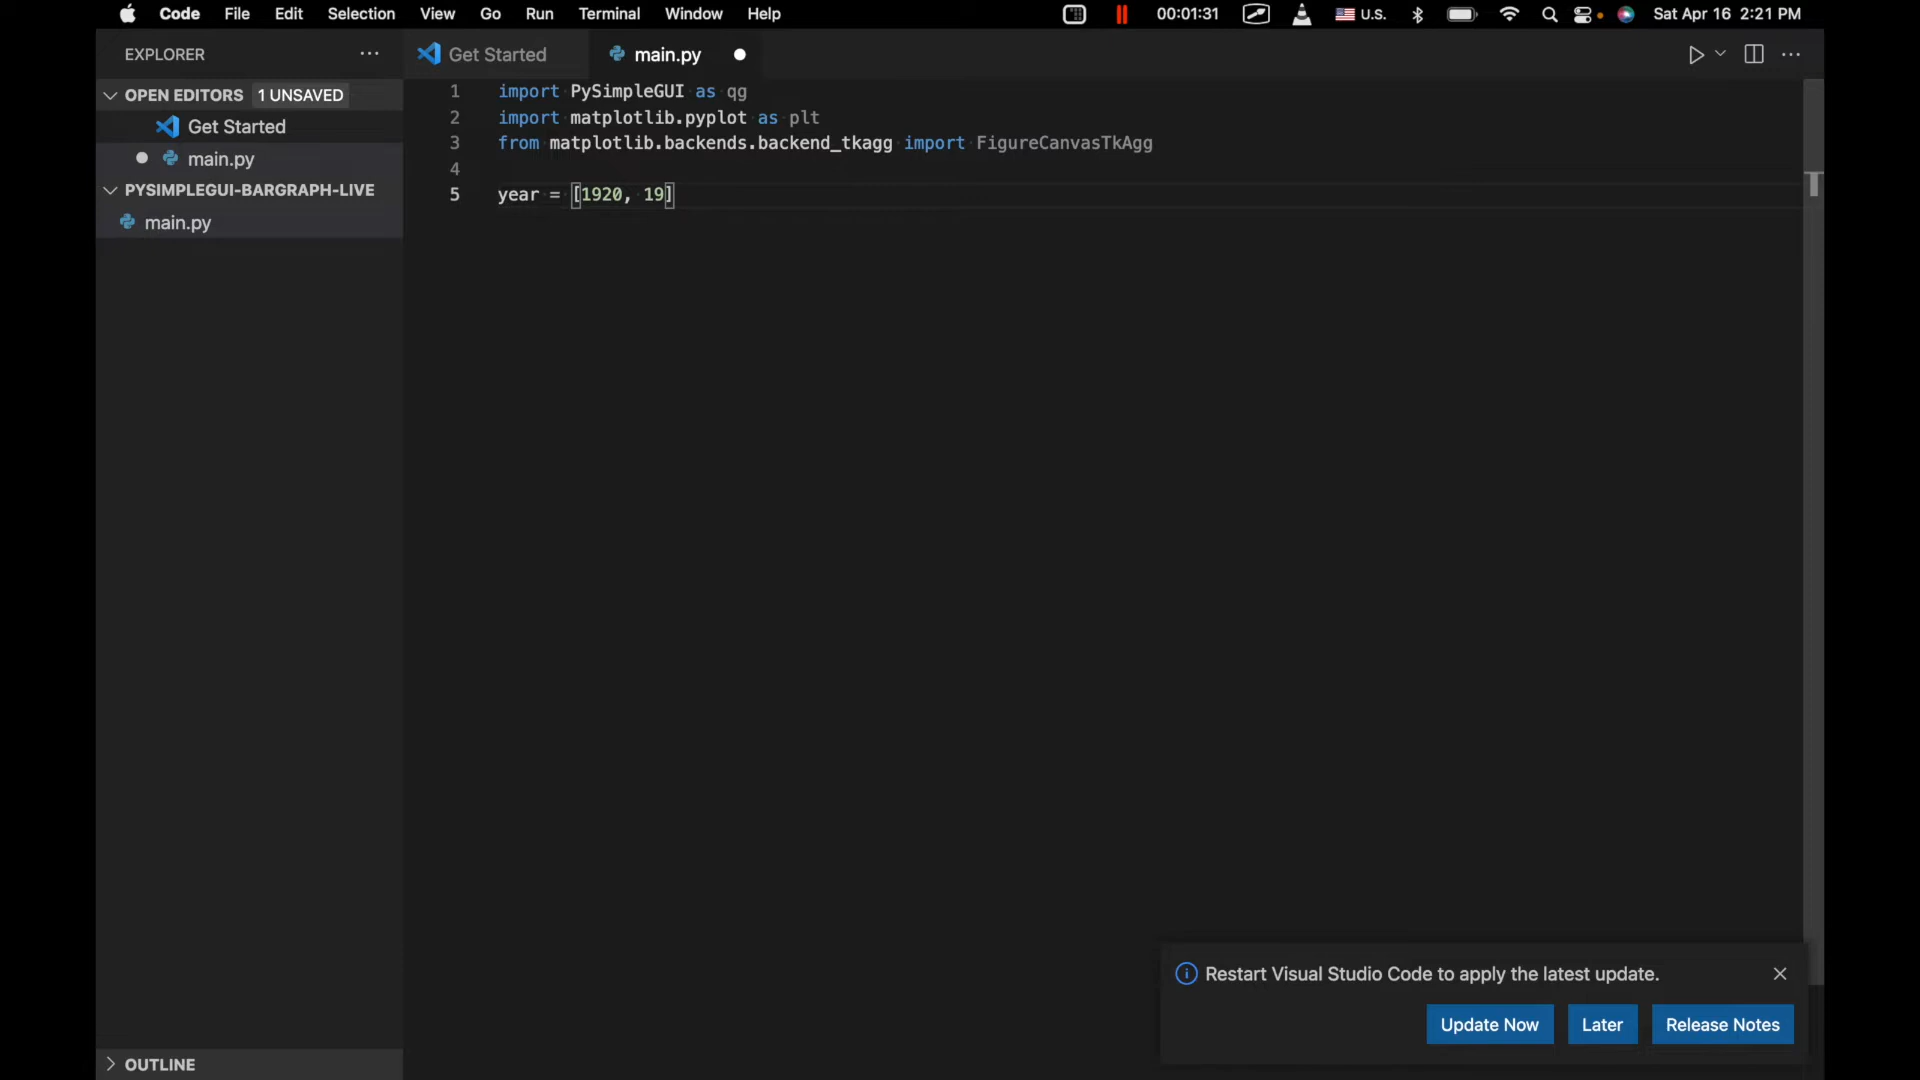 Code File Edit Selection View Go Run Terminal Window Help 00:01:31 U.S. Sat Apr 16 2:21 PM
EXPLORER
Get Started
main.py
OPEN EDITORS 1 UNSAVED
Get Started
main.py
PYSIMPLEGUI-BARGRAPH-LIVE
main.py
1 import PySimpleGUI as qg
2 import matplotlib.pyplot as plt
3 from matplotlib.backends.backend_tkagg import FigureCanvasTkAgg
4
5 year = [1920, 19]
Restart Visual Studio Code to apply the latest update.
Update Now Later Release Notes
OUTLINE